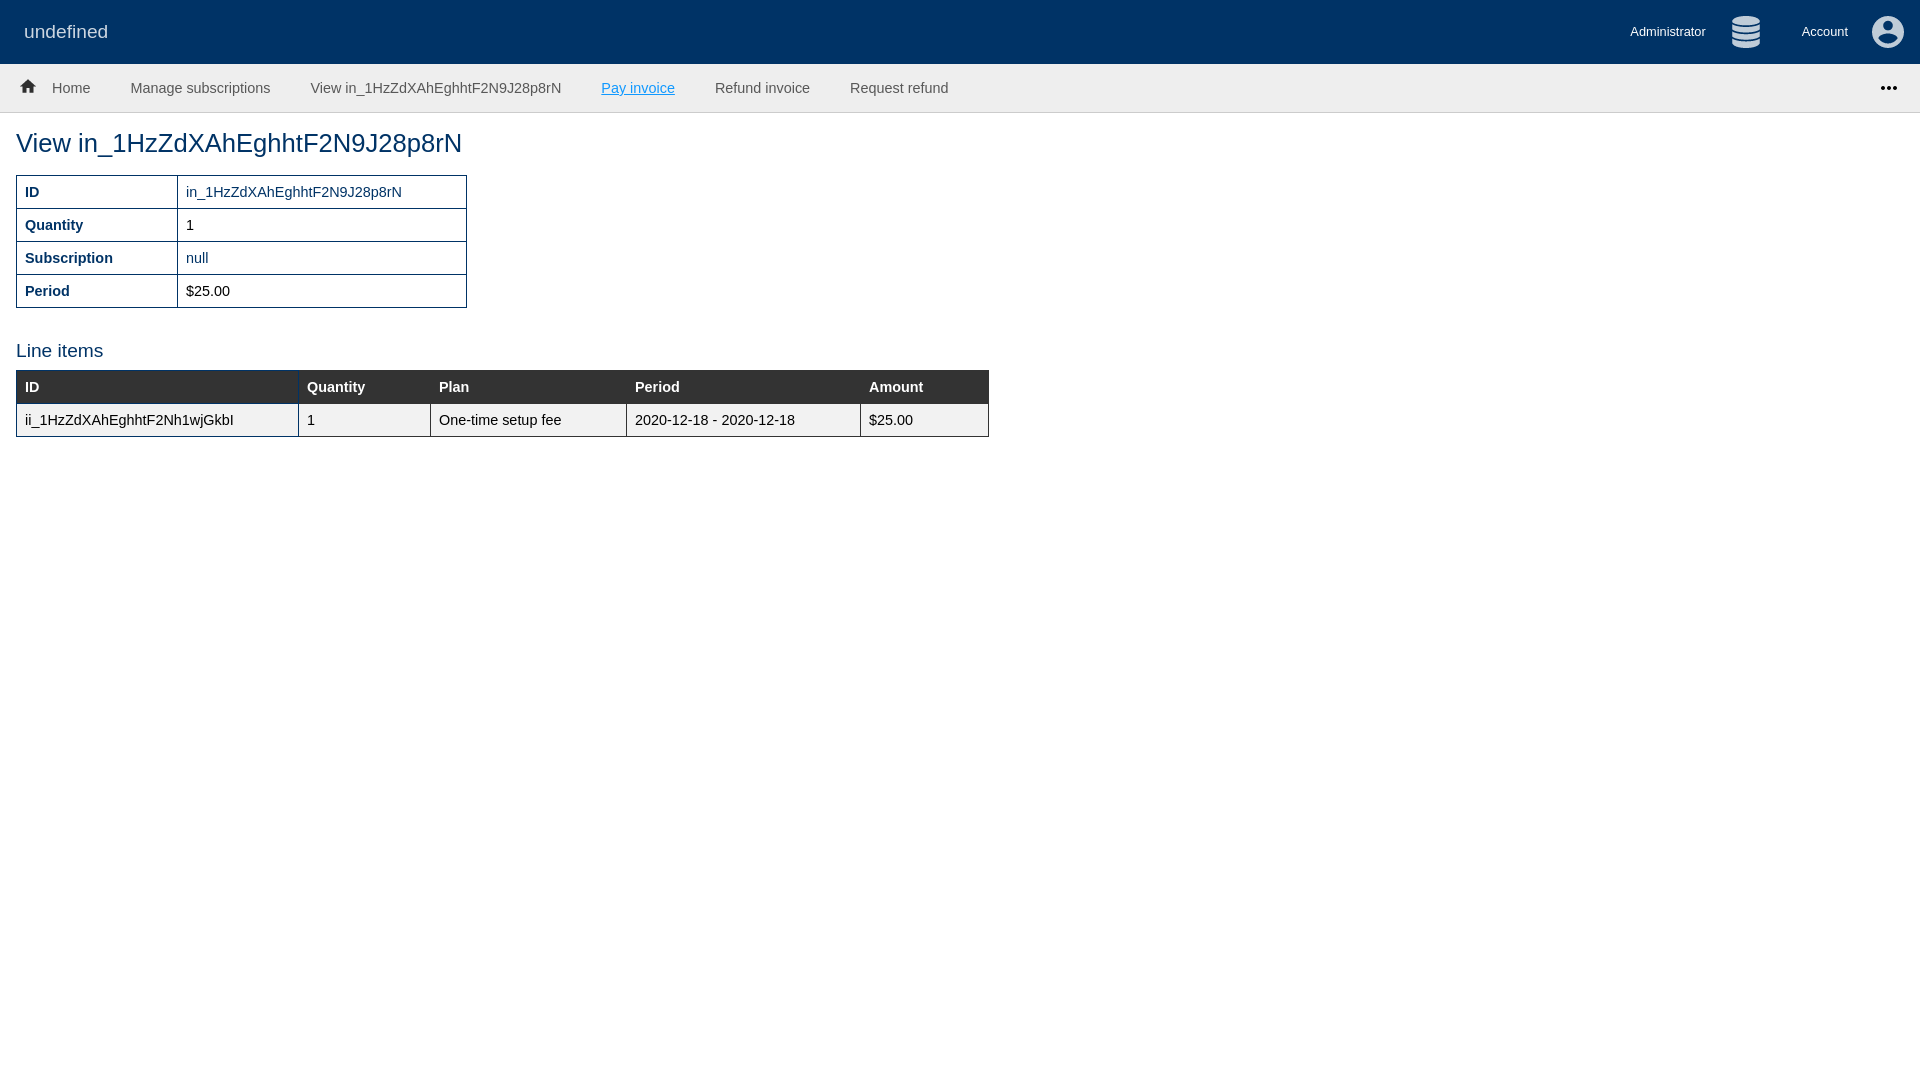 undefined
Administrator
Account
Home Manage subscriptions View in_1HzZdXAhEghhtF2N9J28p8rN Pay invoice Refund invoice Request refund
View in_1HzZdXAhEghhtF2N9J28p8rN
ID in_1HzZdXAhEghhtF2N9J28p8rN
Quantity 1
Subscription null
Period $25.00
Line items
ID Quantity Plan Period Amount
ii_1HzZdXAhEghhtF2Nh1wjGkbI 1 One-time setup fee 2020-12-18 - 2020-12-18 $25.00